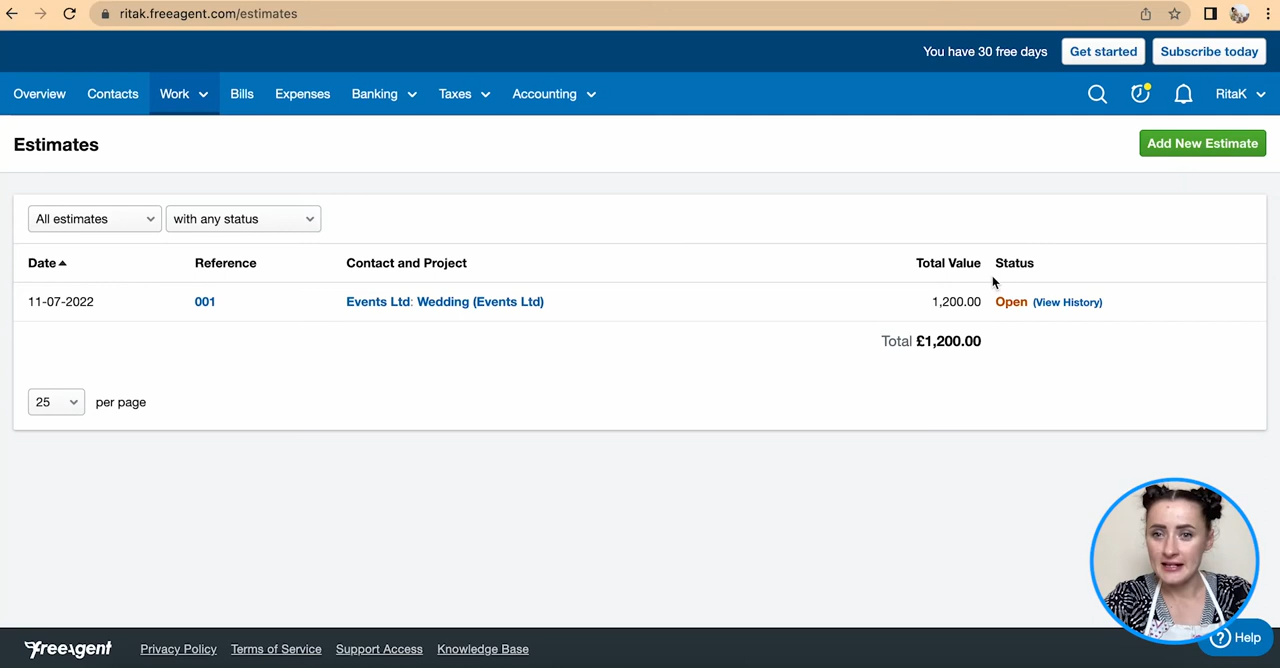 ritak.freeagent.com/estimates
You have 30 free days Get started Subscribe today
Overview Contacts Work Bills Expenses Banking Taxes Accounting RitaK
Estimates Add New Estimate
All estimates with any status
Date Reference Contact and Project Total Value Status
11-07-2022 001 Events Ltd: Wedding (Events Ltd) 1,200.00 Open (View History)
Total £1,200.00
25 per page
Help
freeagent Privacy Policy Terms of Service Support Access Knowledge Base